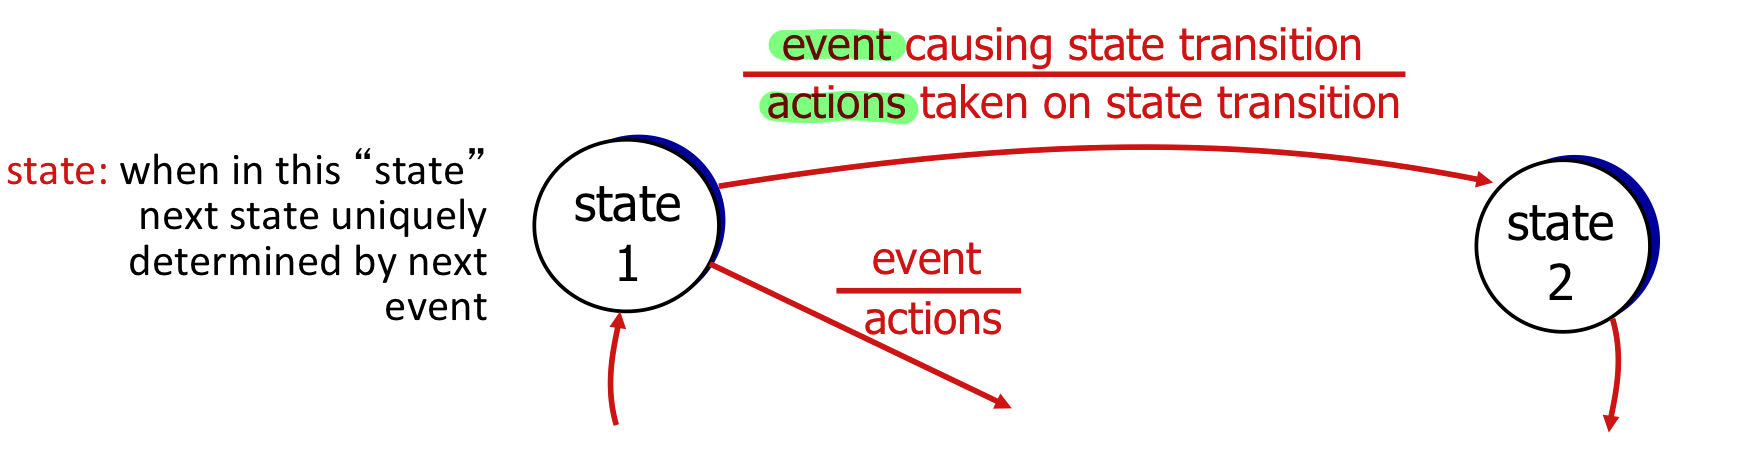 event causing state transition
actions taken on state transition
state: when in this “state”
next state uniquely
determined by next
event
state
1
state
2
event
actions